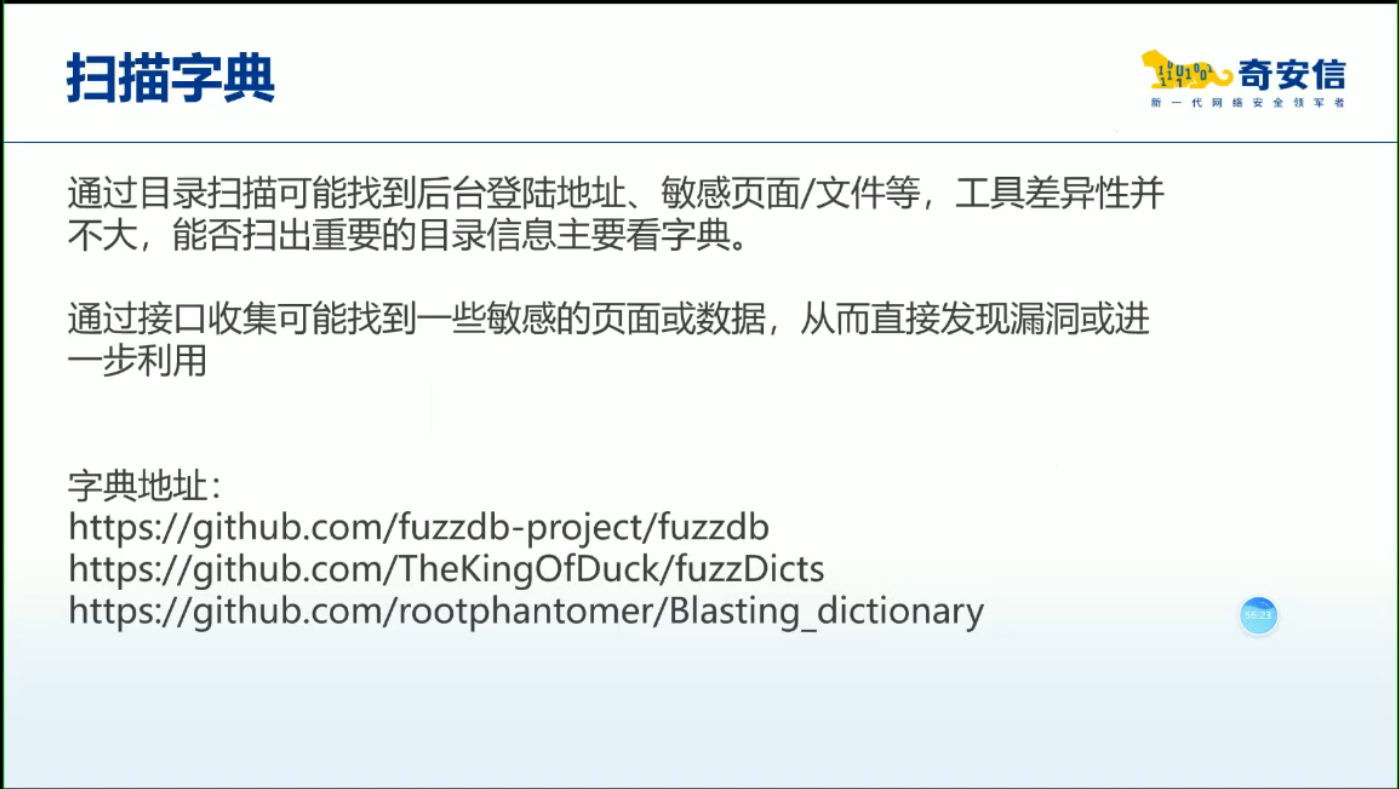 扫描字典
奇安信
新一代网络安全领军者
通过目录扫描可能找到后台登陆地址、敏感页面/文件等，工具差异性并
不大，能否扫出重要的目录信息主要看字典。
通过接口收集可能找到一些敏感的页面或数据，从而直接发现漏洞或进
一步利用
字典地址：
https://github.com/fuzzdb-project/fuzzdb
https://github.com/TheKingOfDuck/fuzzDicts
https://github.com/rootphantomer/Blasting_dictionary
56:23